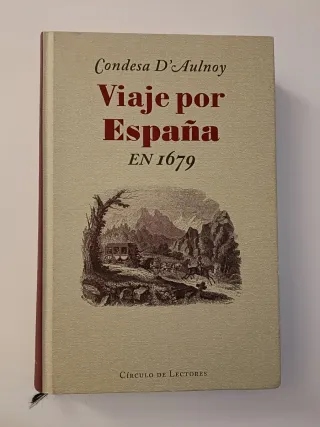 Condesa D'Aulnoy
Viaje por
España
EN 1679
Círculo de Lectores